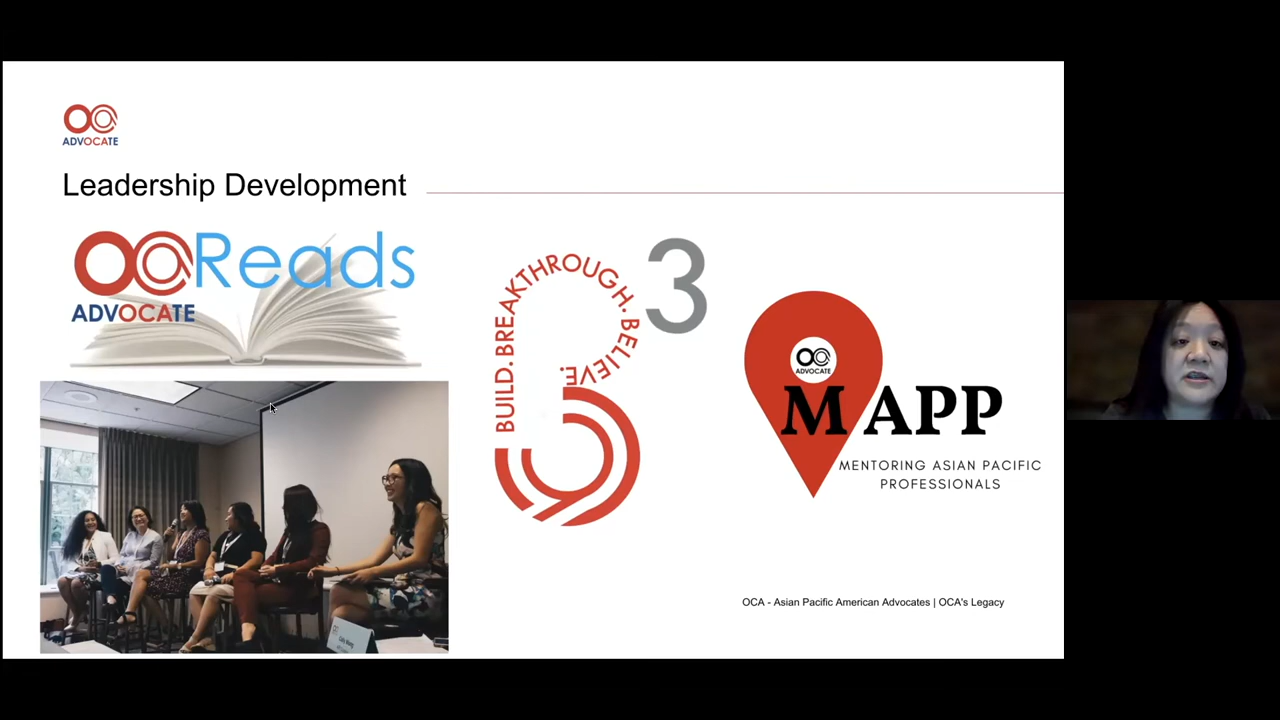 OCA
ADVOCATE
Leadership Development
OCA Reads
ADVOCATE
BUILD. BREAKTHROUGH. BELIEVE.
B3
OCA
ADVOCATE
MAPP
MENTORING ASIAN PACIFIC
PROFESSIONALS
OCA - Asian Pacific American Advocates | OCA's Legacy